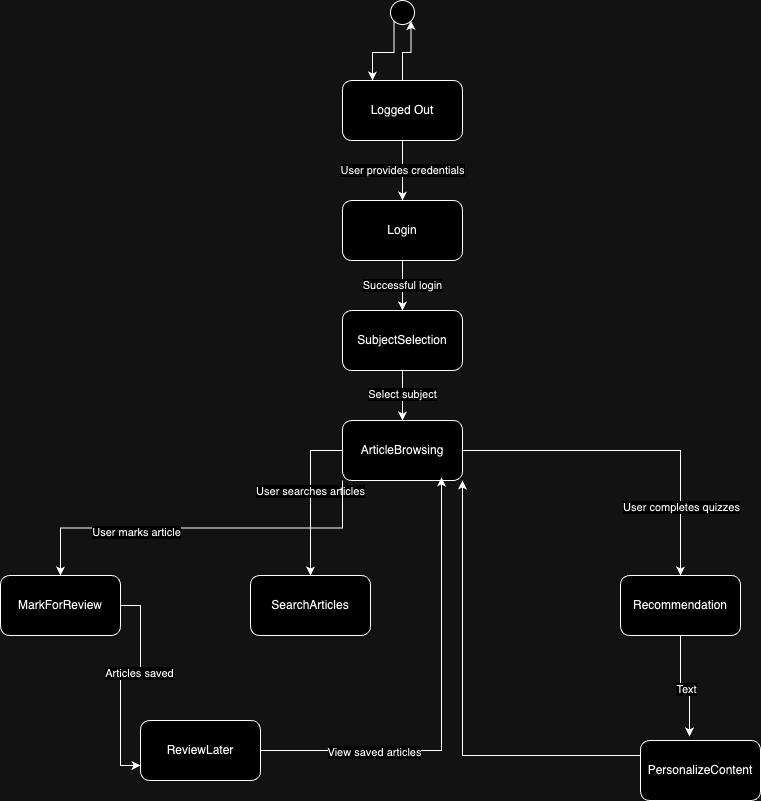 Logged Out
User provides credentials
Login
Successful login
SubjectSelection
Select subject
ArticleBrowsing
User searches articles
User completes quizzes
User marks article
MarkForReview
SearchArticles
Recommendation
Articles saved
Text
ReviewLater
View saved articles
PersonalizeContent